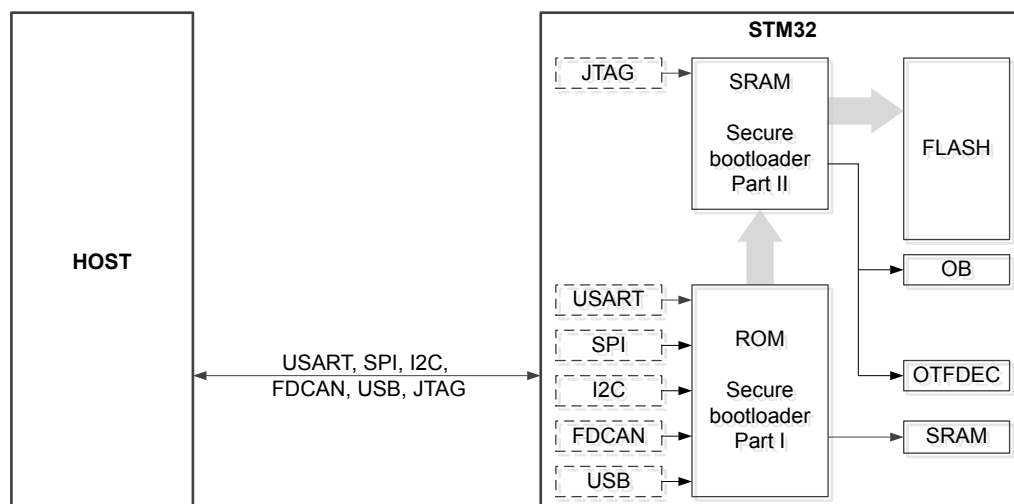 STM32
JTAG
SRAM
Secure
bootloader
Part II
FLASH
HOST
OB
USART
SPI
I2C
FDCAN
USB
ROM
Secure
bootloader
Part I
USART, SPI, I2C,
FDCAN, USB, JTAG
OTFDEC
SRAM